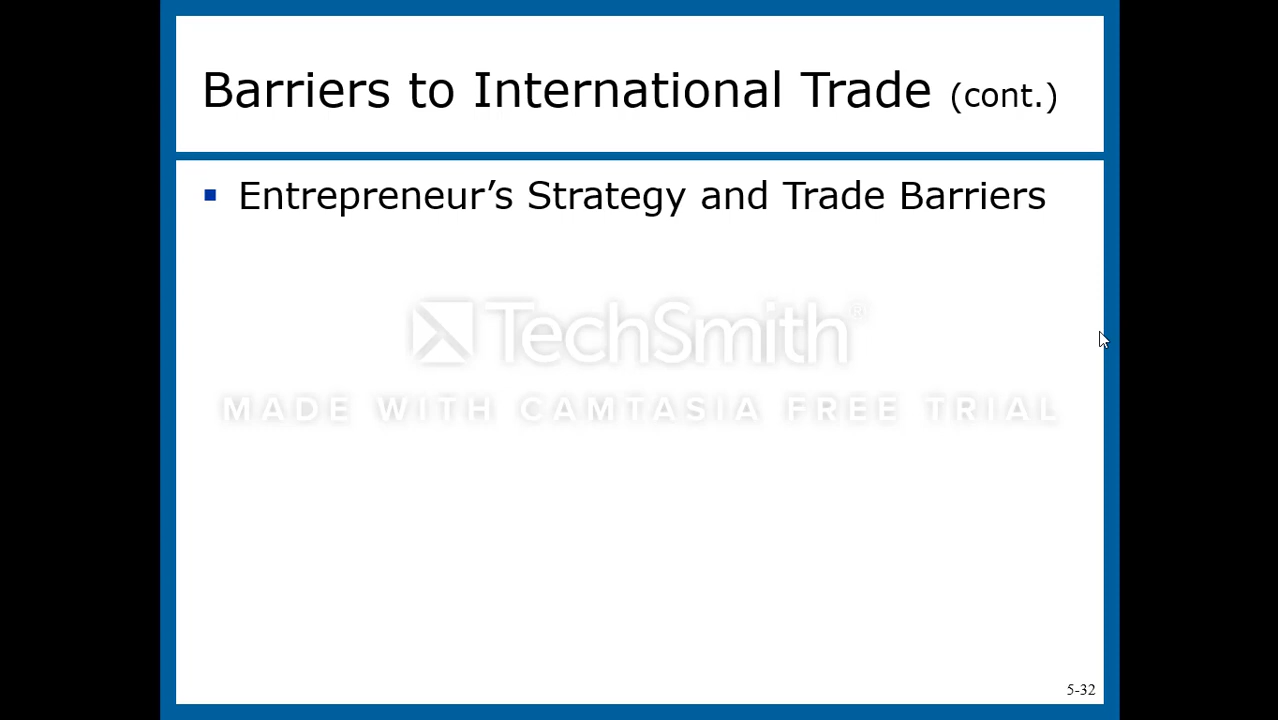 Barriers to International Trade (cont.)
Entrepreneur’s Strategy and Trade Barriers
TechSmith®
MADE WITH CAMTASIA FREE TRIAL
5-32